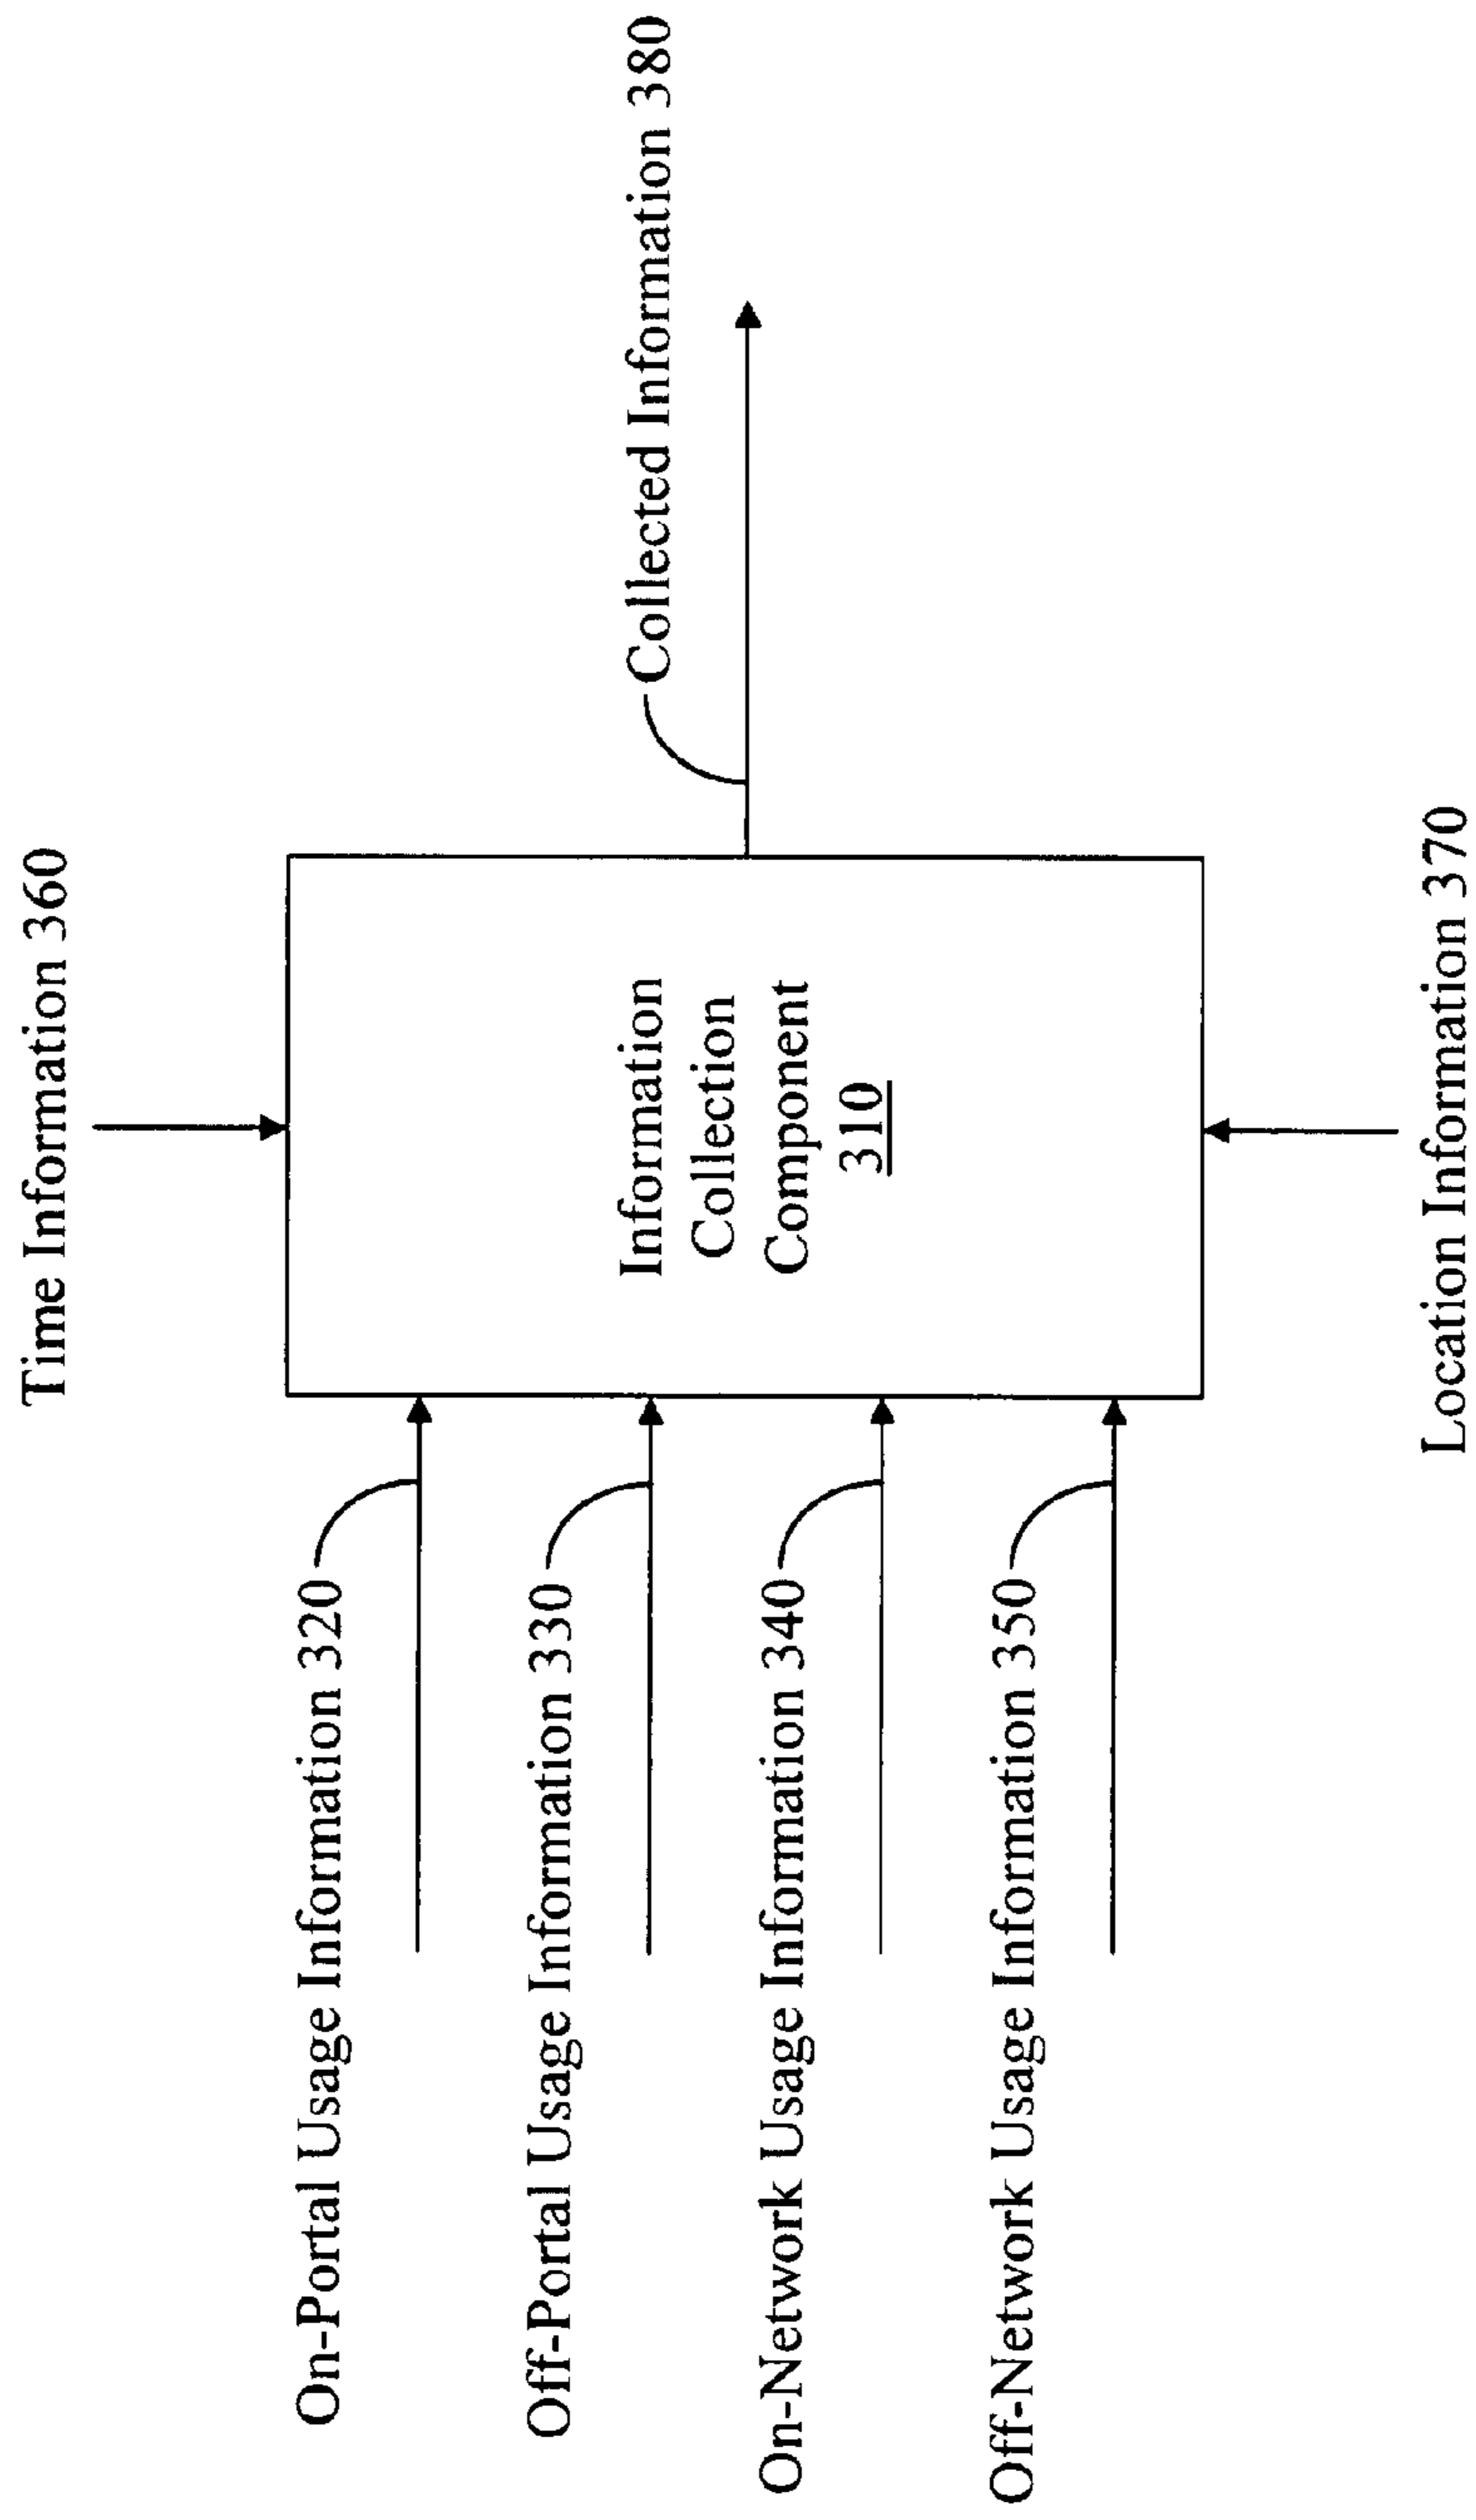 Time Information 360
On-Portal Usage Information 320
Off-Portal Usage Information 330
On-Network Usage Information 340
Off-Network Usage Information 350
Information
Collection
Component
310
Collected Information 380
Location Information 370